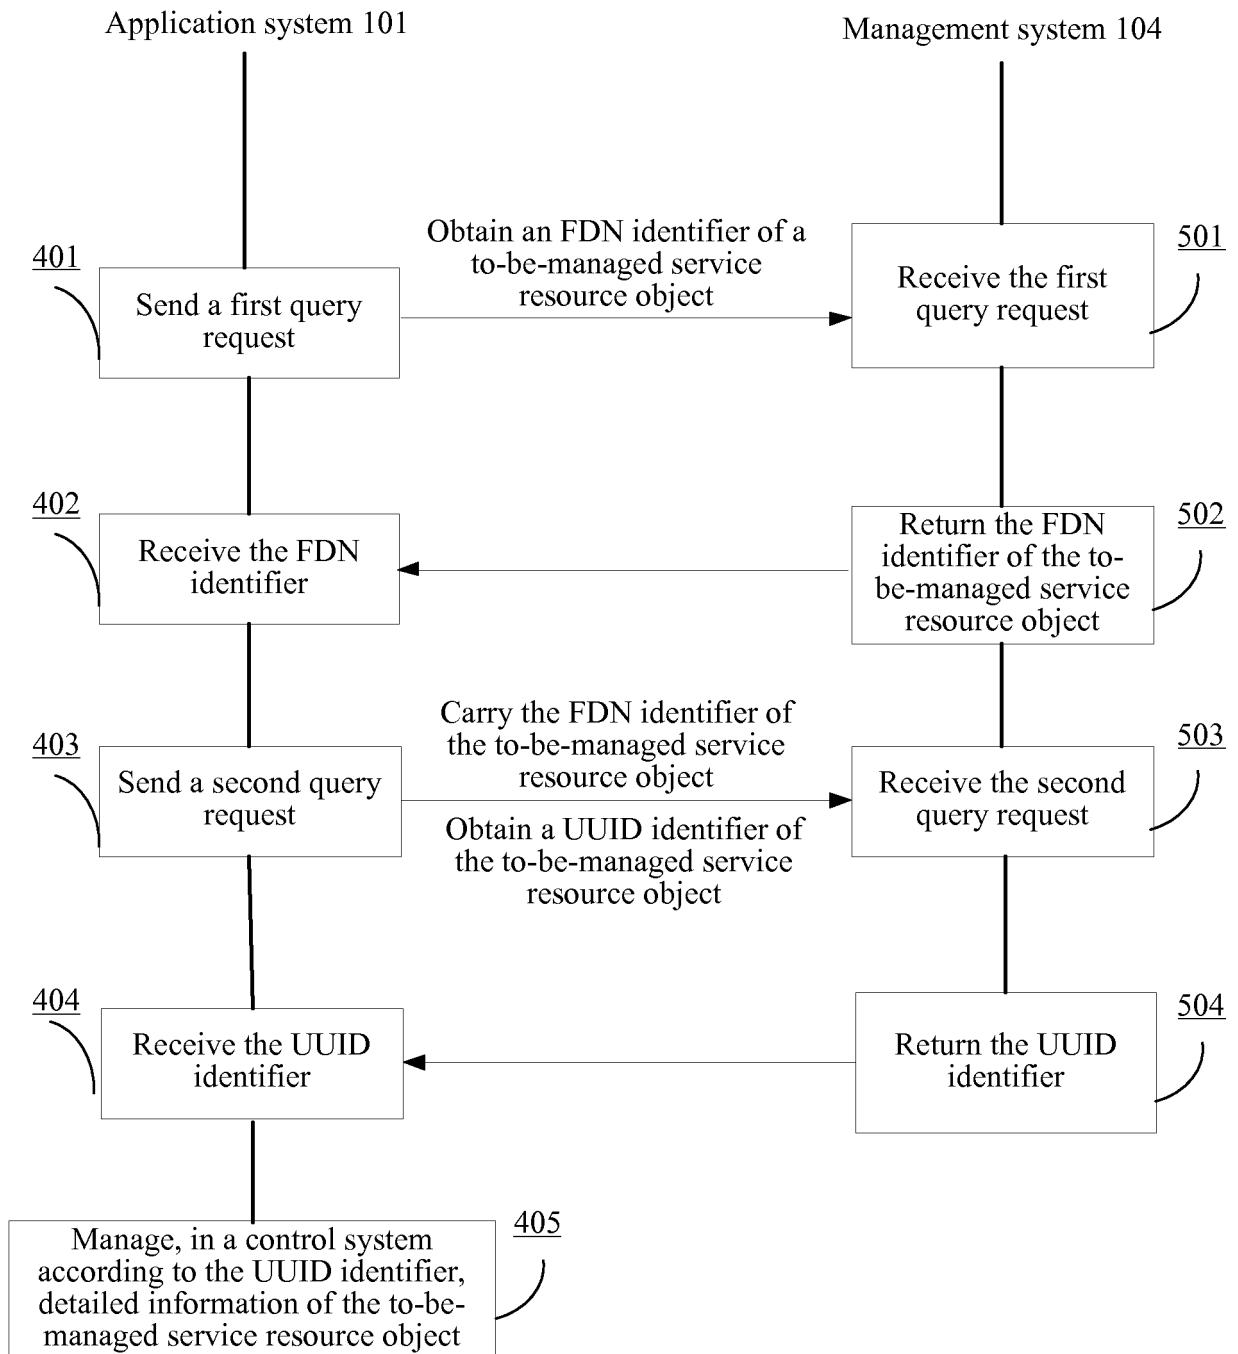 Application system 101
Management system 104
401
Send a first query
request
Obtain an FDN identifier of a
to-be-managed service
resource object
501
Receive the first
query request
402
Receive the FDN
identifier
502
Return the FDN
identifier of the to-
be-managed service
resource object
403
Send a second query
request
Carry the FDN identifier of
the to-be-managed service
resource object
Obtain a UUID identifier of
the to-be-managed service
resource object
503
Receive the second
query request
404
Receive the UUID
identifier
504
Return the UUID
identifier
405
Manage, in a control system
according to the UUID identifier,
detailed information of the to-be-
managed service resource object